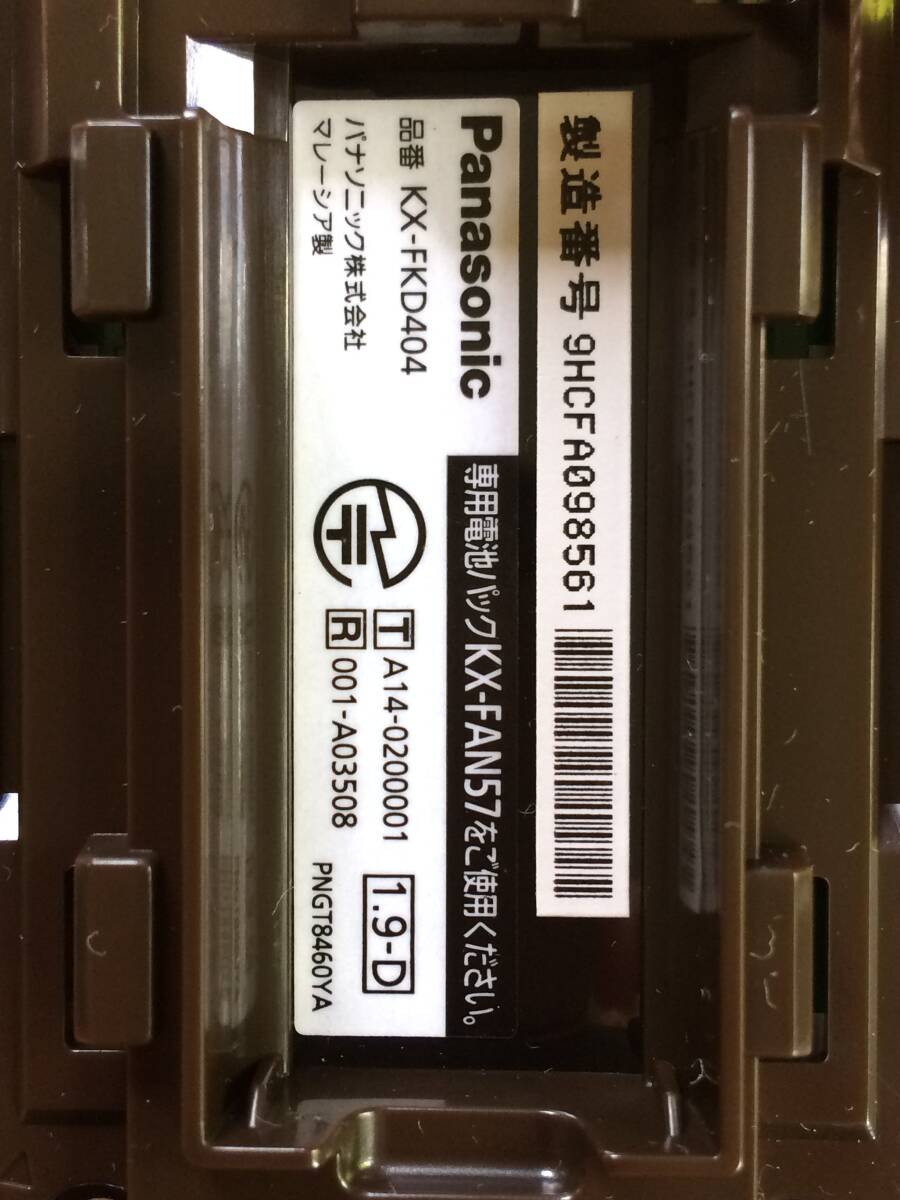 製造番号 9HCFA098561
Panasonic
品番 KX-FKD404
パナソニック株式会社
マレーシア製
専用電池パックKX-FAN57をご使用ください。
T A14-0200001
R 001-A03508
1.9-D
PNGT8460YA